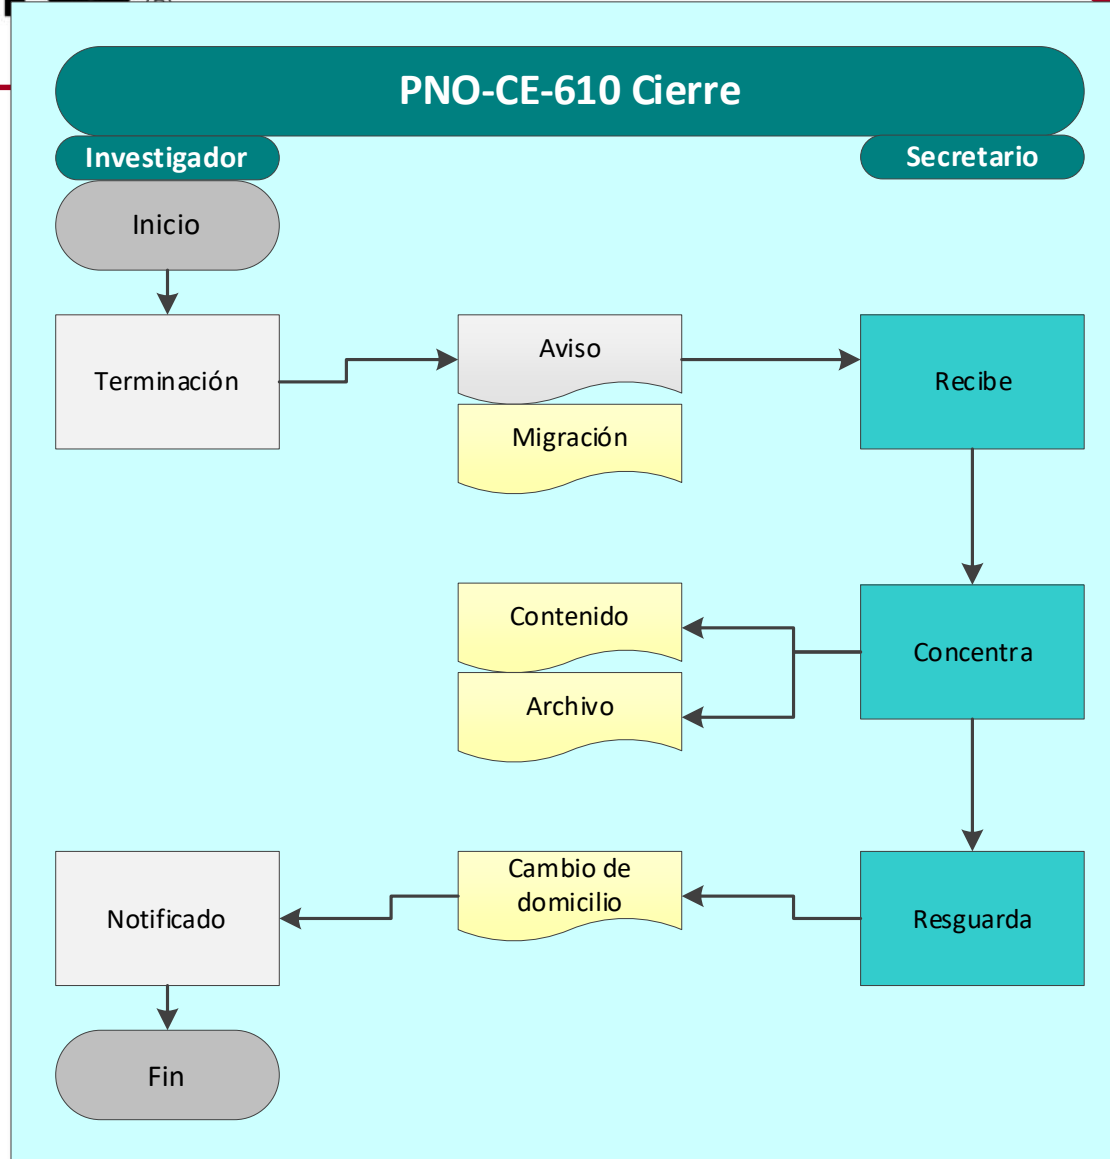 PNO-CE-610 Cierre
Investigador
Secretario
Inicio
Terminación
Aviso
Recibe
Migración
Contenido
Concentra
Archivo
Cambio de
domicilio
Notificado
Resguarda
Fin